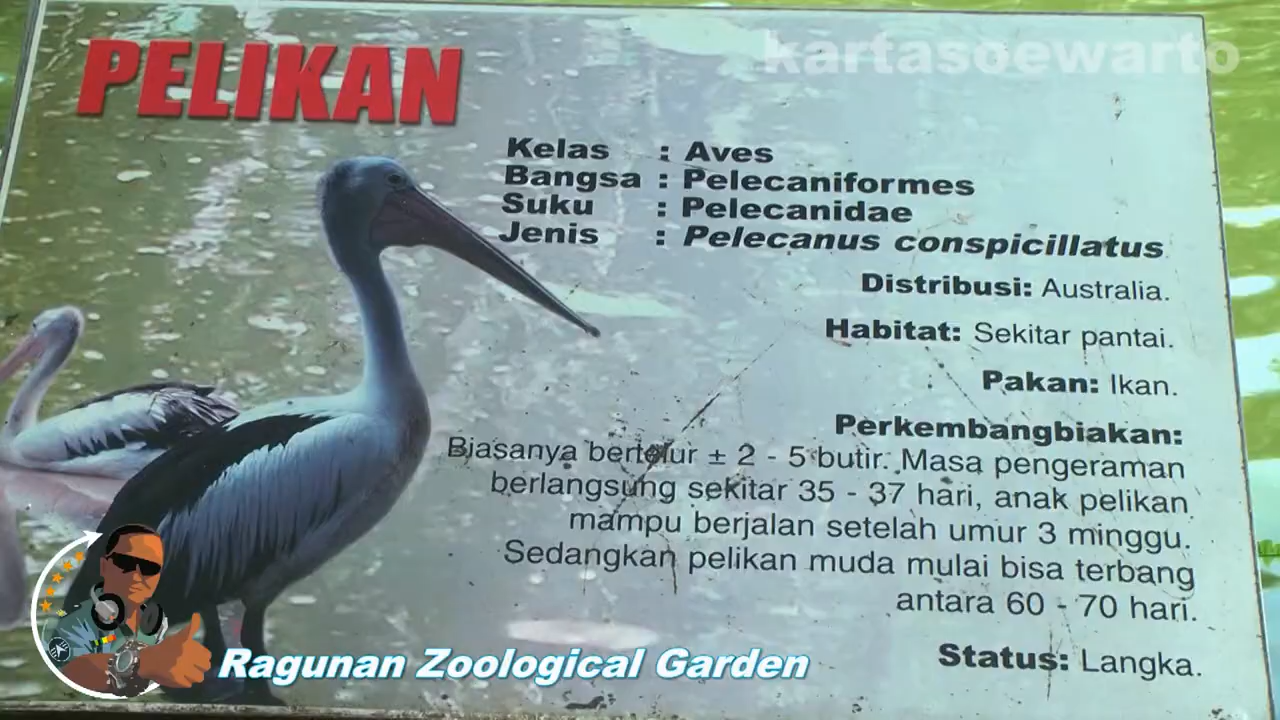 kartasoewarto
PELIKAN
Kelas : Aves
Bangsa : Pelecaniformes
Suku : Pelecanidae
Jenis : Pelecanus conspicillatus
Distribusi: Australia.
Habitat: Sekitar pantai.
Pakan: Ikan.
Perkembangbiakan:
Biasanya bertelur ± 2 - 5 butir. Masa pengeraman
berlangsung sekitar 35 - 37 hari, anak pelikan
mampu berjalan setelah umur 3 minggu.
Sedangkan pelikan muda mulai bisa terbang
antara 60 - 70 hari.
Status: Langka.
Ragunan Zoological Garden